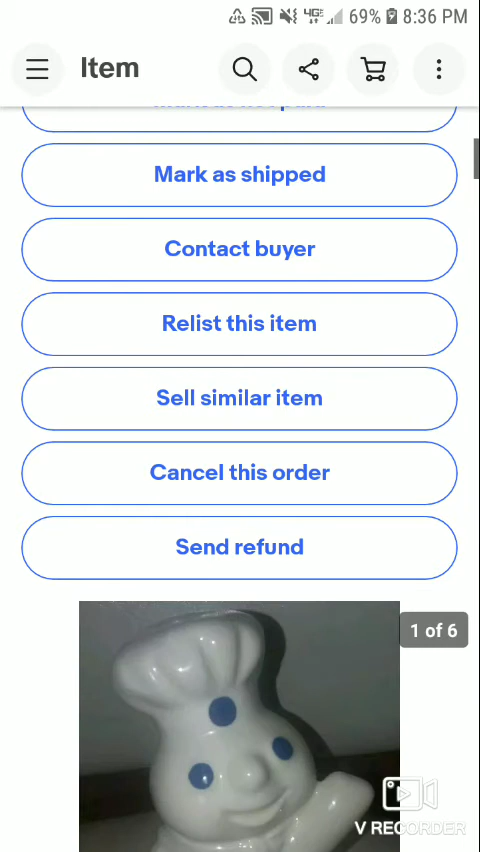 4GE 69% 8:36 PM
Item
Mark as shipped
Contact buyer
Relist this item
Sell similar item
Cancel this order
Send refund
1 of 6
V RECORDER